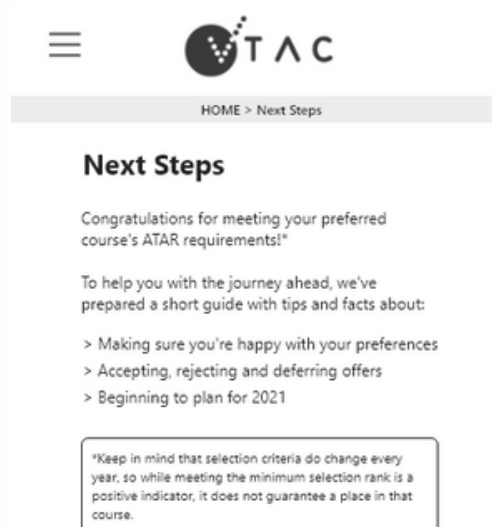 VTAC
HOME > Next Steps
Next Steps
Congratulations for meeting your preferred
course's ATAR requirements!*
To help you with the journey ahead, we've
prepared a short guide with tips and facts about:
> Making sure you're happy with your preferences
> Accepting, rejecting and deferring offers
> Beginning to plan for 2021
*Keep in mind that selection criteria do change every
year, so while meeting the minimum selection rank is a
positive indicator, it does not guarantee a place in that
course.